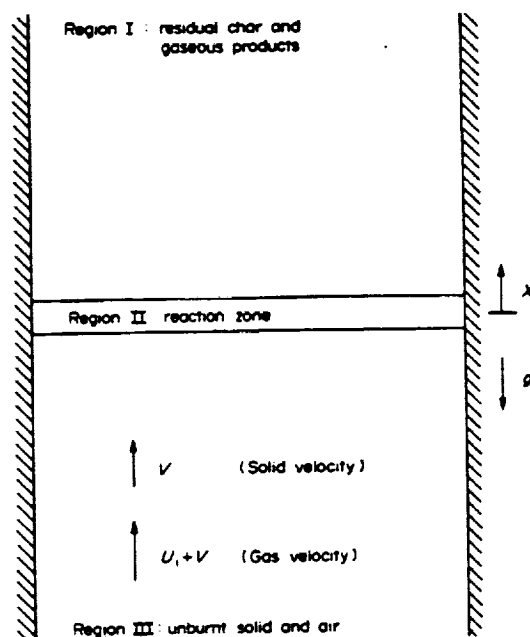 Region I : residual char and
gaseous products
x
Region II reaction zone
g
V (Solid velocity)
U₁+V (Gas velocity)
Region III : unburnt solid and air